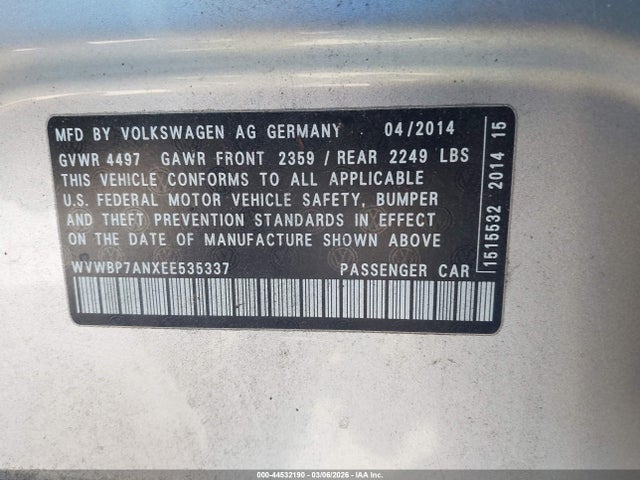 MFD BY VOLKSWAGEN AG GERMANY 04/2014
GVWR 4497 GAWR FRONT 2359 / REAR 2249 LBS
THIS VEHICLE CONFORMS TO ALL APPLICABLE
U.S. FEDERAL MOTOR VEHICLE SAFETY, BUMPER
AND THEFT PREVENTION STANDARDS IN EFFECT
ON THE DATE OF MANUFACTURE SHOWN ABOVE
WVWBP7ANXEE535337 PASSENGER CAR
1515532 2014 15
000-44532190 - 03/06/2026 - IAA Inc.